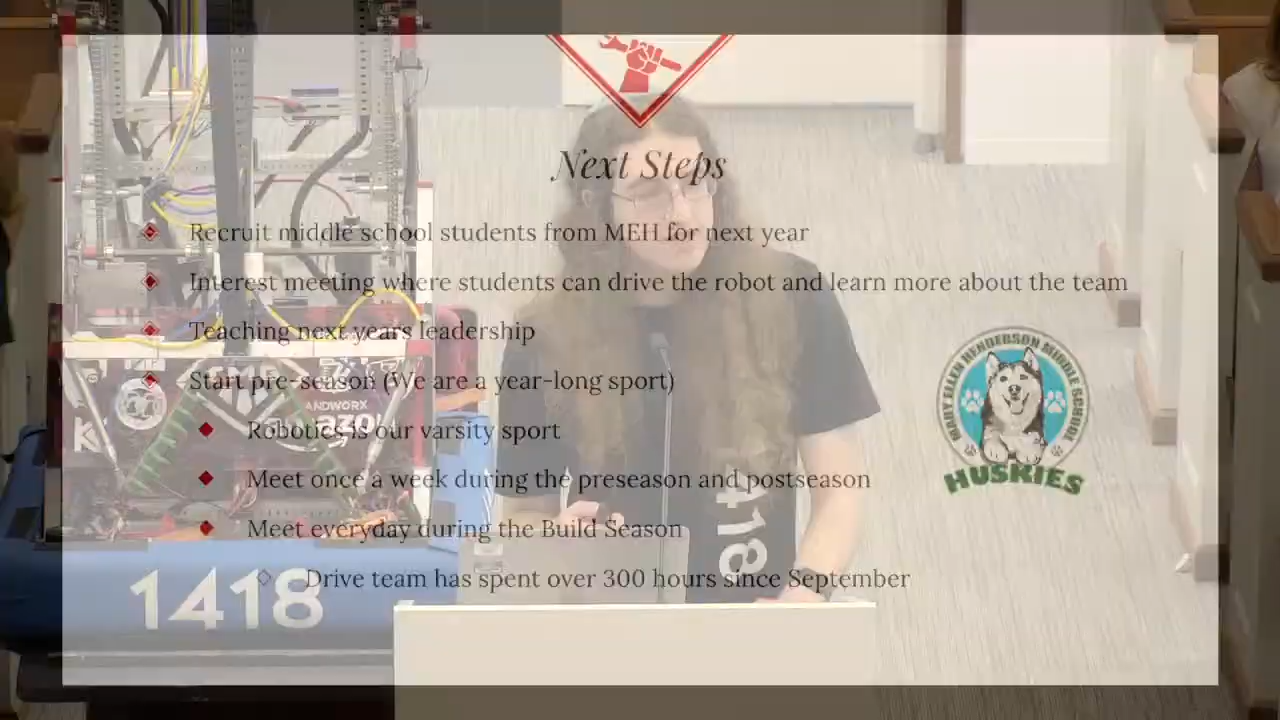 Next Steps
Recruit middle school students from MEH for next year
Interest meeting where students can drive the robot and learn more about the team
Teaching next years leadership
Start pre-season (We are a year-long sport)
Robotics is our varsity sport
Meet once a week during the preseason and postseason
Meet everyday during the Build Season
Drive team has spent over 300 hours since September
MARY ELLEN HENDERSON MIDDLE SCHOOL
HUSKIES
ANDWORX
1418
418